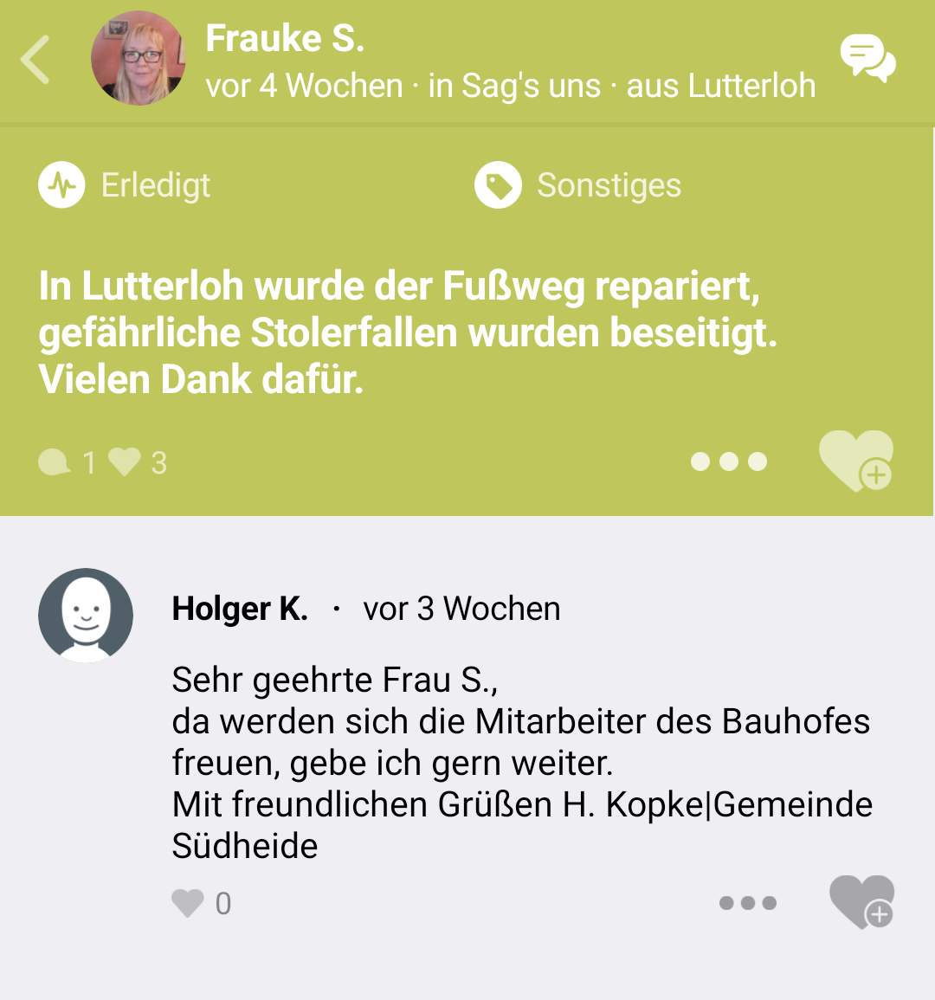 Frauke S.
vor 4 Wochen · in Sag's uns · aus Lutterloh
Erledigt
Sonstiges
In Lutterloh wurde der Fußweg repariert,
gefährliche Stolerfallen wurden beseitigt.
Vielen Dank dafür.
1 3
Holger K. · vor 3 Wochen
Sehr geehrte Frau S.,
da werden sich die Mitarbeiter des Bauhofes
freuen, gebe ich gern weiter.
Mit freundlichen Grüßen H. Kopke|Gemeinde
Südheide
0